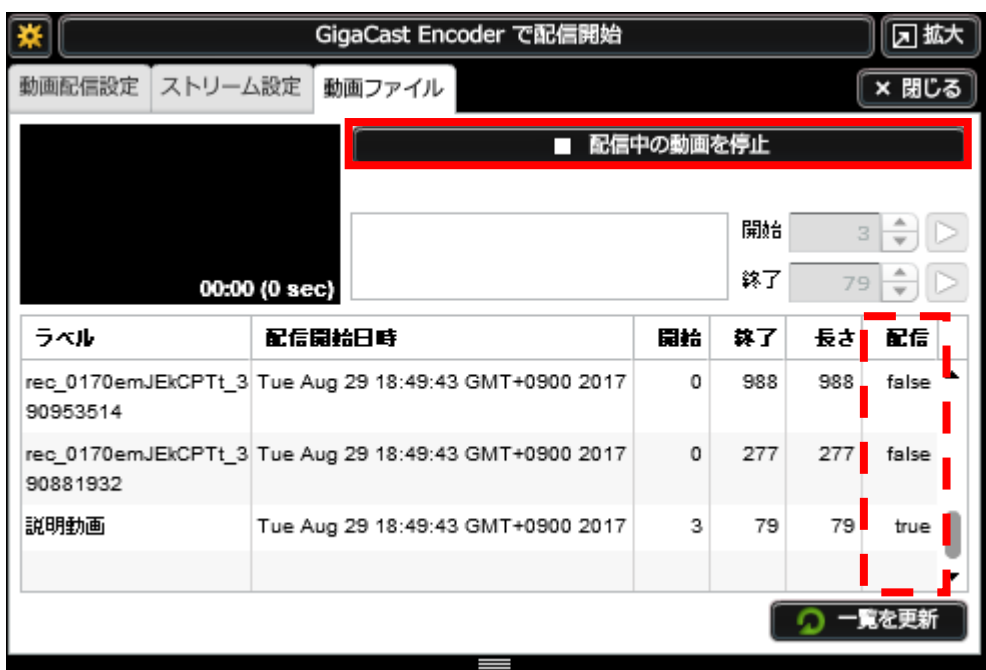 GigaCast Encoder で配信開始
拡大
動画配信設定 ストリーム設定 動画ファイル
× 閉じる
■ 配信中の動画を停止
00:00 (0 sec)
開始 3
終了 79
ラベル 配信開始日時 開始 終了 長さ 配信
rec_0170emJEkCPTt_3 Tue Aug 29 18:49:43 GMT+0900 2017 0 988 988 false
90953514
rec_0170emJEkCPTt_3 Tue Aug 29 18:49:43 GMT+0900 2017 0 277 277 false
90881932
説明動画 Tue Aug 29 18:49:43 GMT+0900 2017 3 79 79 true
一覧を更新